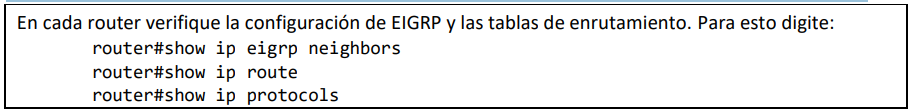 En cada router verifique la configuración de EIGRP y las tablas de enrutamiento. Para esto digite:
router#show ip eigrp neighbors
router#show ip route
router#show ip protocols